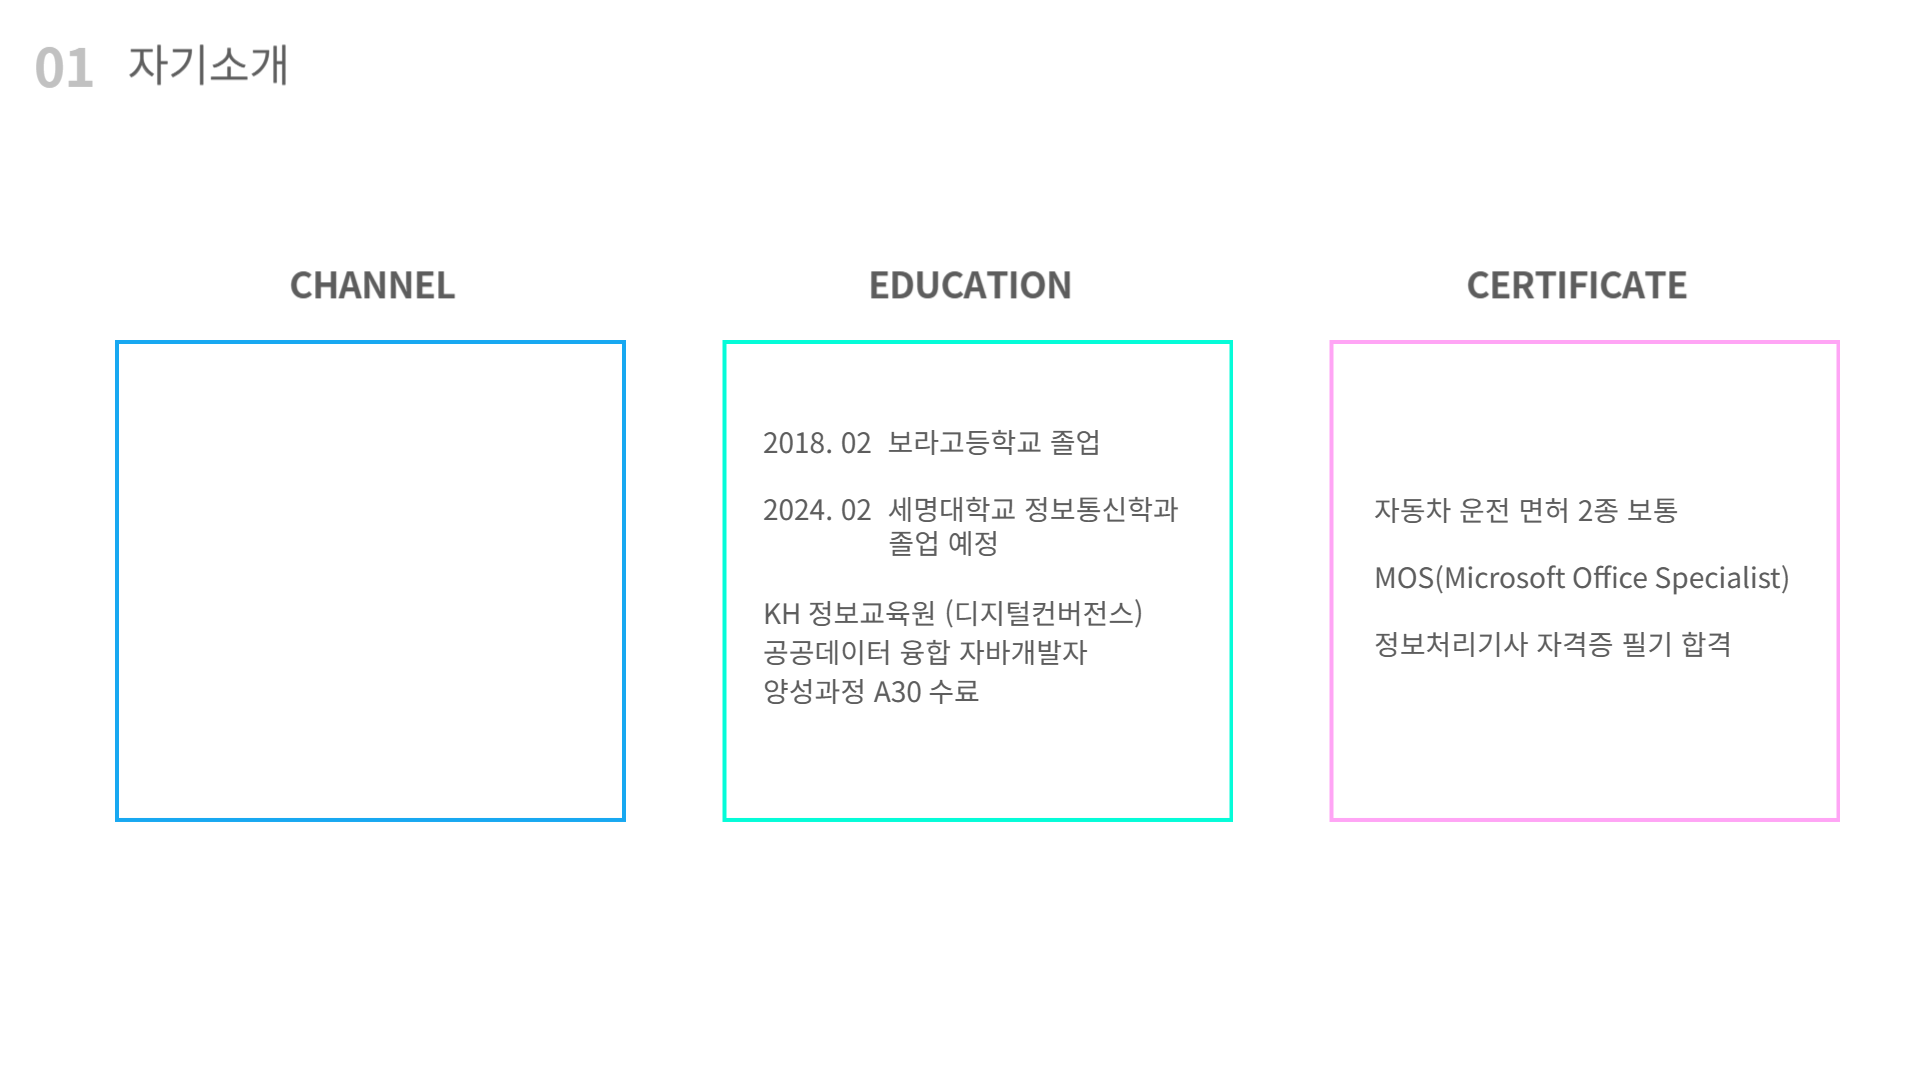 01 자기소개
CHANNEL
EDUCATION
2018. 02 보라고등학교 졸업
2024. 02 세명대학교 정보통신학과
졸업 예정
KH 정보교육원 (디지털컨버전스)
공공데이터 융합 자바개발자
양성과정 A30 수료
CERTIFICATE
자동차 운전 면허 2종 보통
MOS(Microsoft Office Specialist)
정보처리기사 자격증 필기 합격